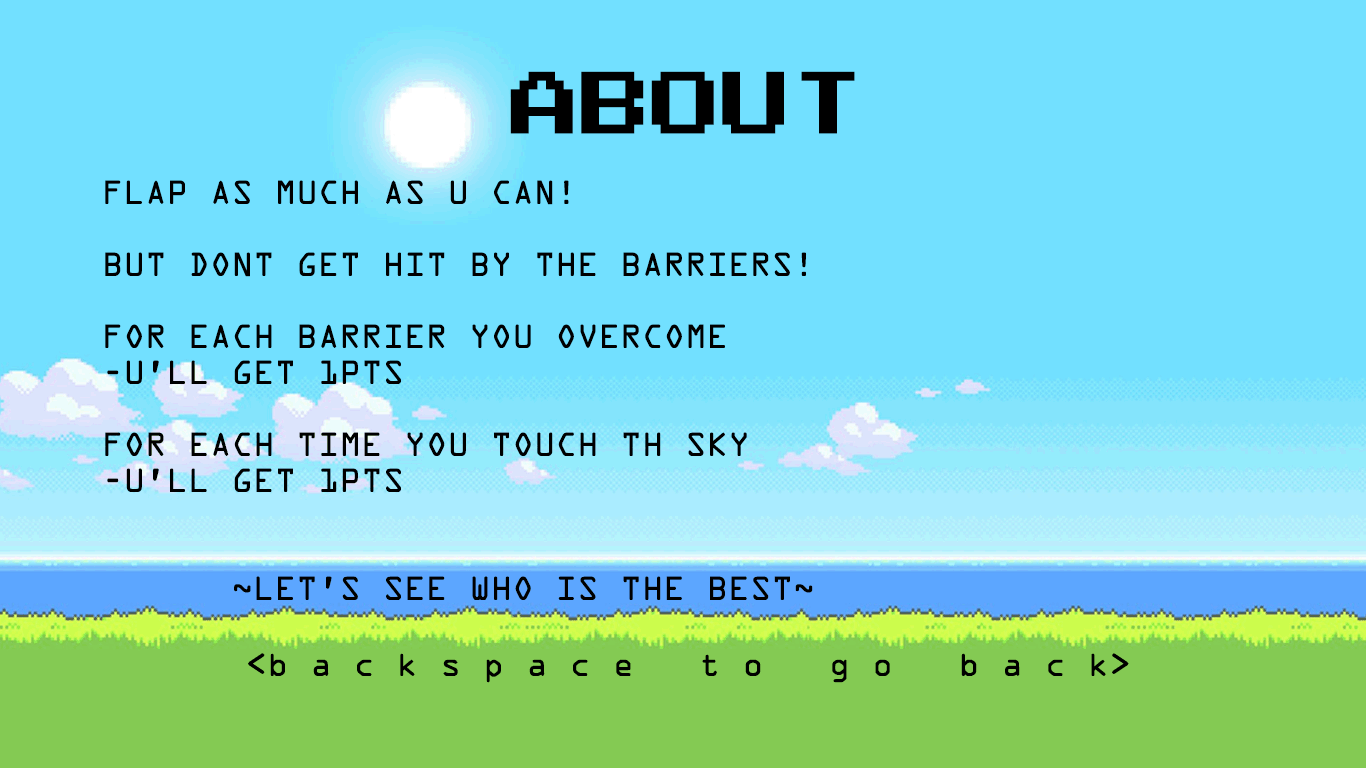 ABOUT
FLAP AS MUCH AS U CAN!
BUT DONT GET HIT BY THE BARRIERS!
FOR EACH BARRIER YOU OVERCOME
-U'LL GET 1PTS
FOR EACH TIME YOU TOUCH TH SKY
-U'LL GET 1PTS
~LET'S SEE WHO IS THE BEST~
<backspace to go back>